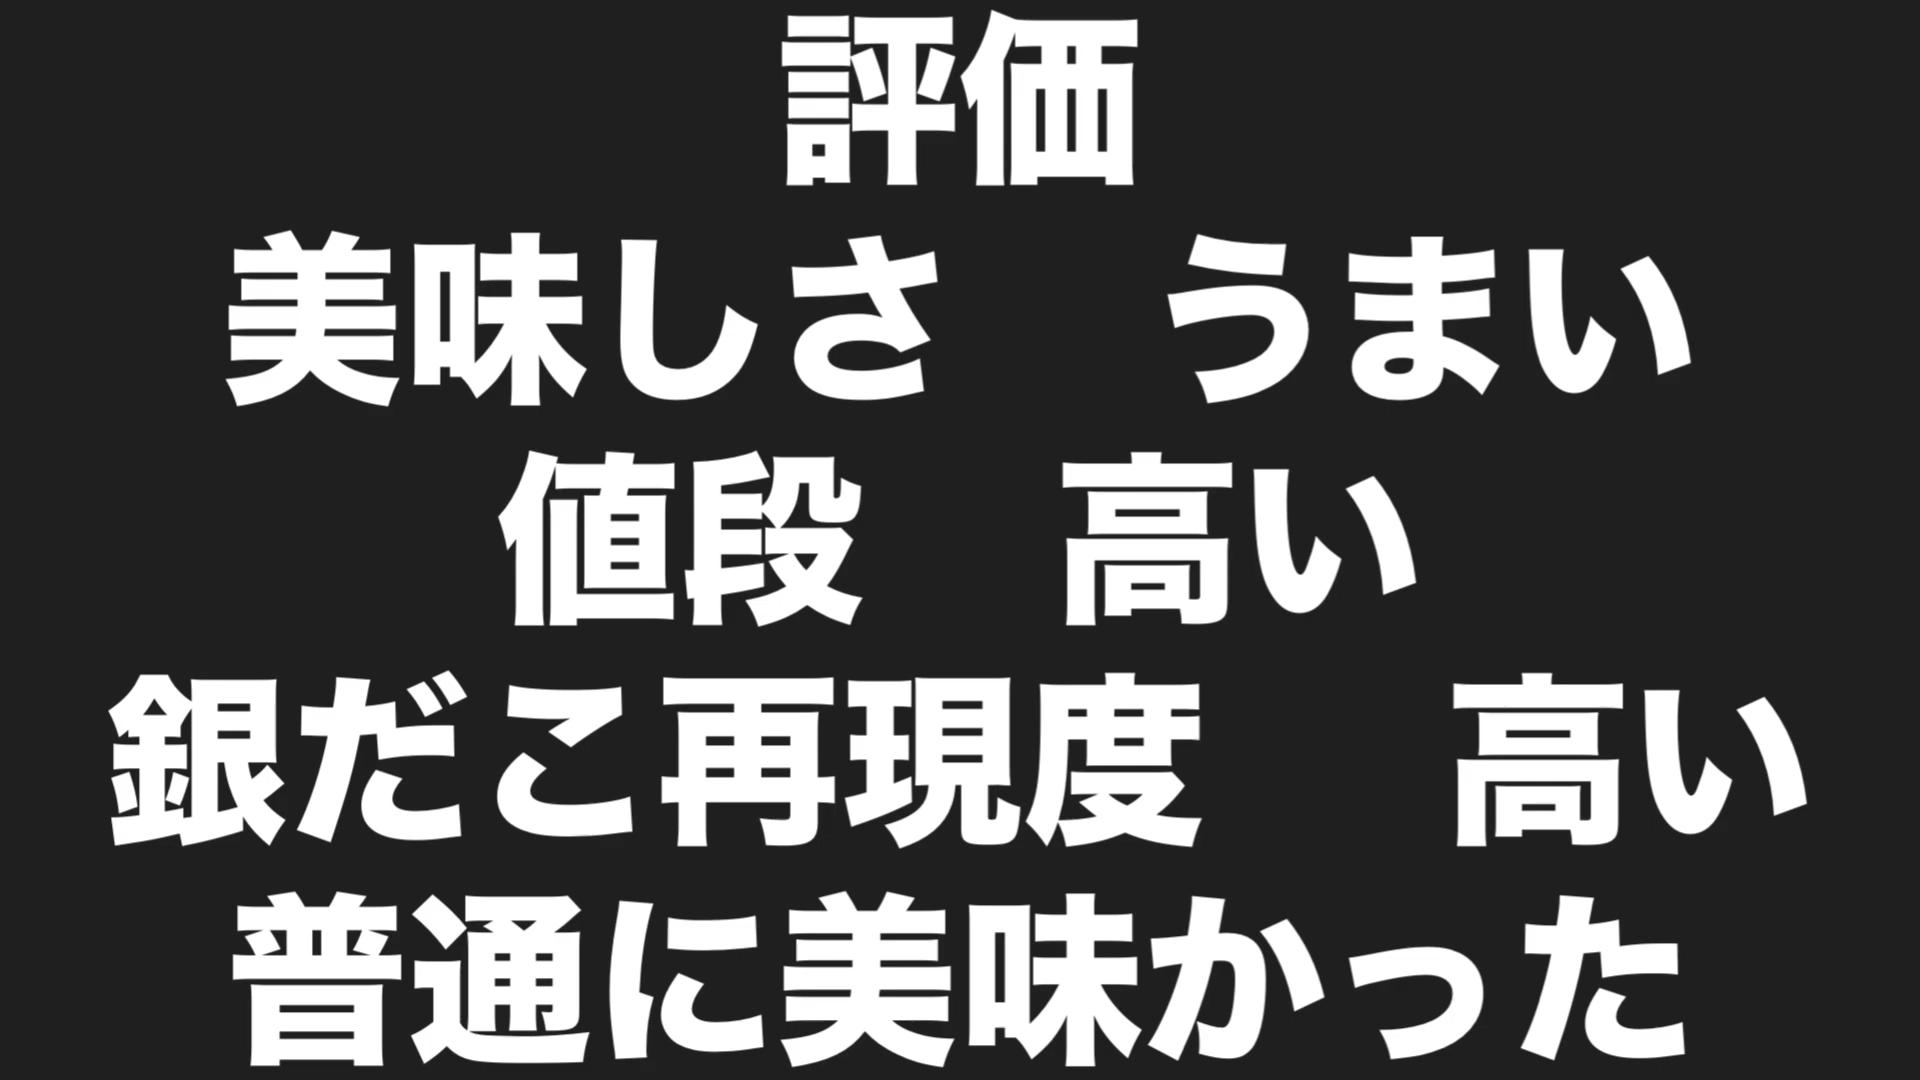 評価
美味しさ　うまい
値段　高い
銀だこ再現度　高い
普通に美味かった